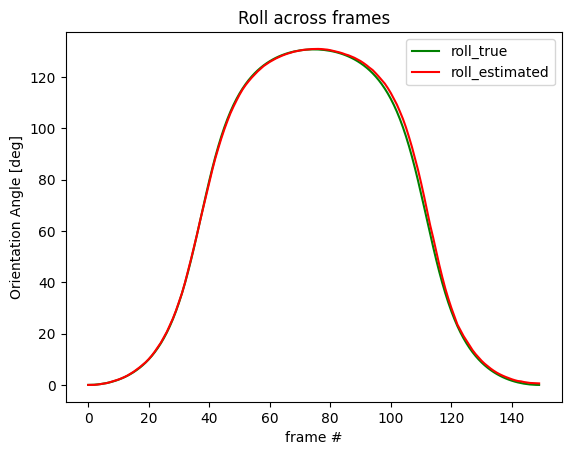 Roll across frames
roll_true
roll_estimated
Orientation Angle [deg]
120
100
80
60
40
20
0
0 20 40 60 80 100 120 140
frame #